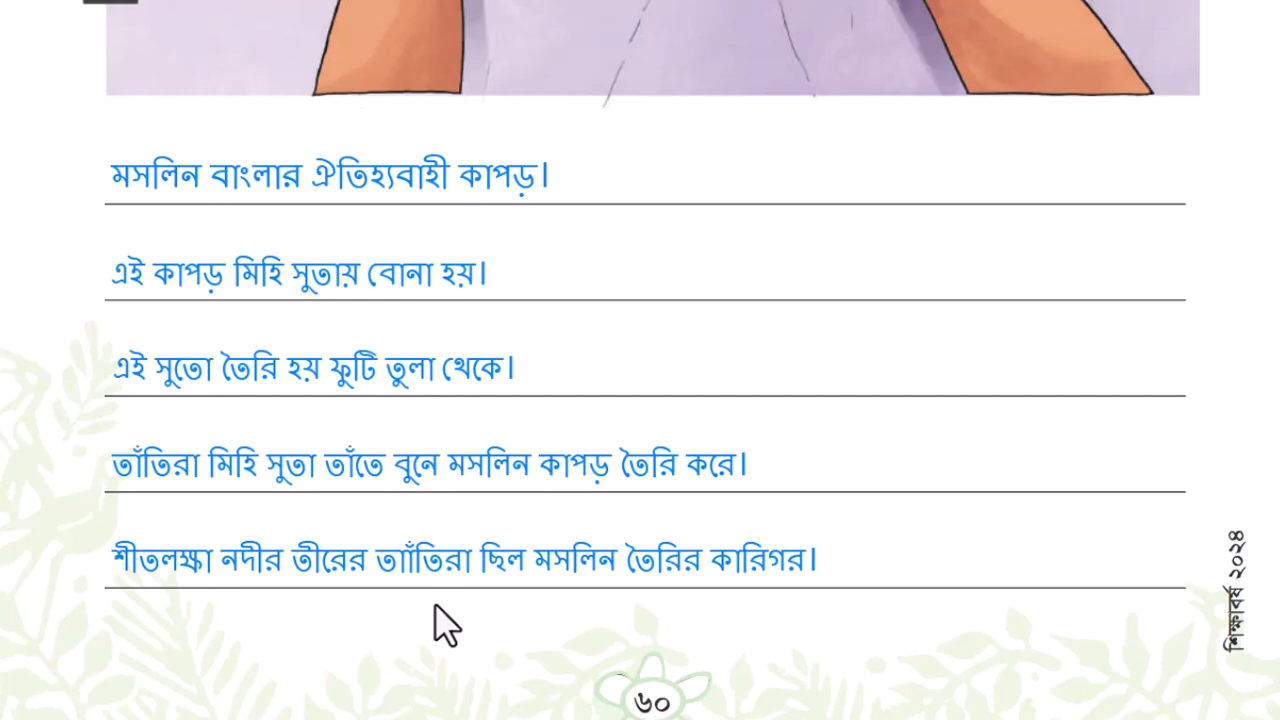 মসলিন বাংলার ঐতিহ্যবাহী কাপড়।
এই কাপড় মিহি সুতায় বোনা হয়।
এই সুতো তৈরি হয় ফুটি তুলা থেকে।
তাঁতিরা মিহি সুতা তাঁতে বুনে মসলিন কাপড় তৈরি করে।
শীতলক্ষা নদীর তীরের তাাঁতিরা ছিল মসলিন তৈরির কারিগর।
শিক্ষাবর্ষ ২০২৪
৬০